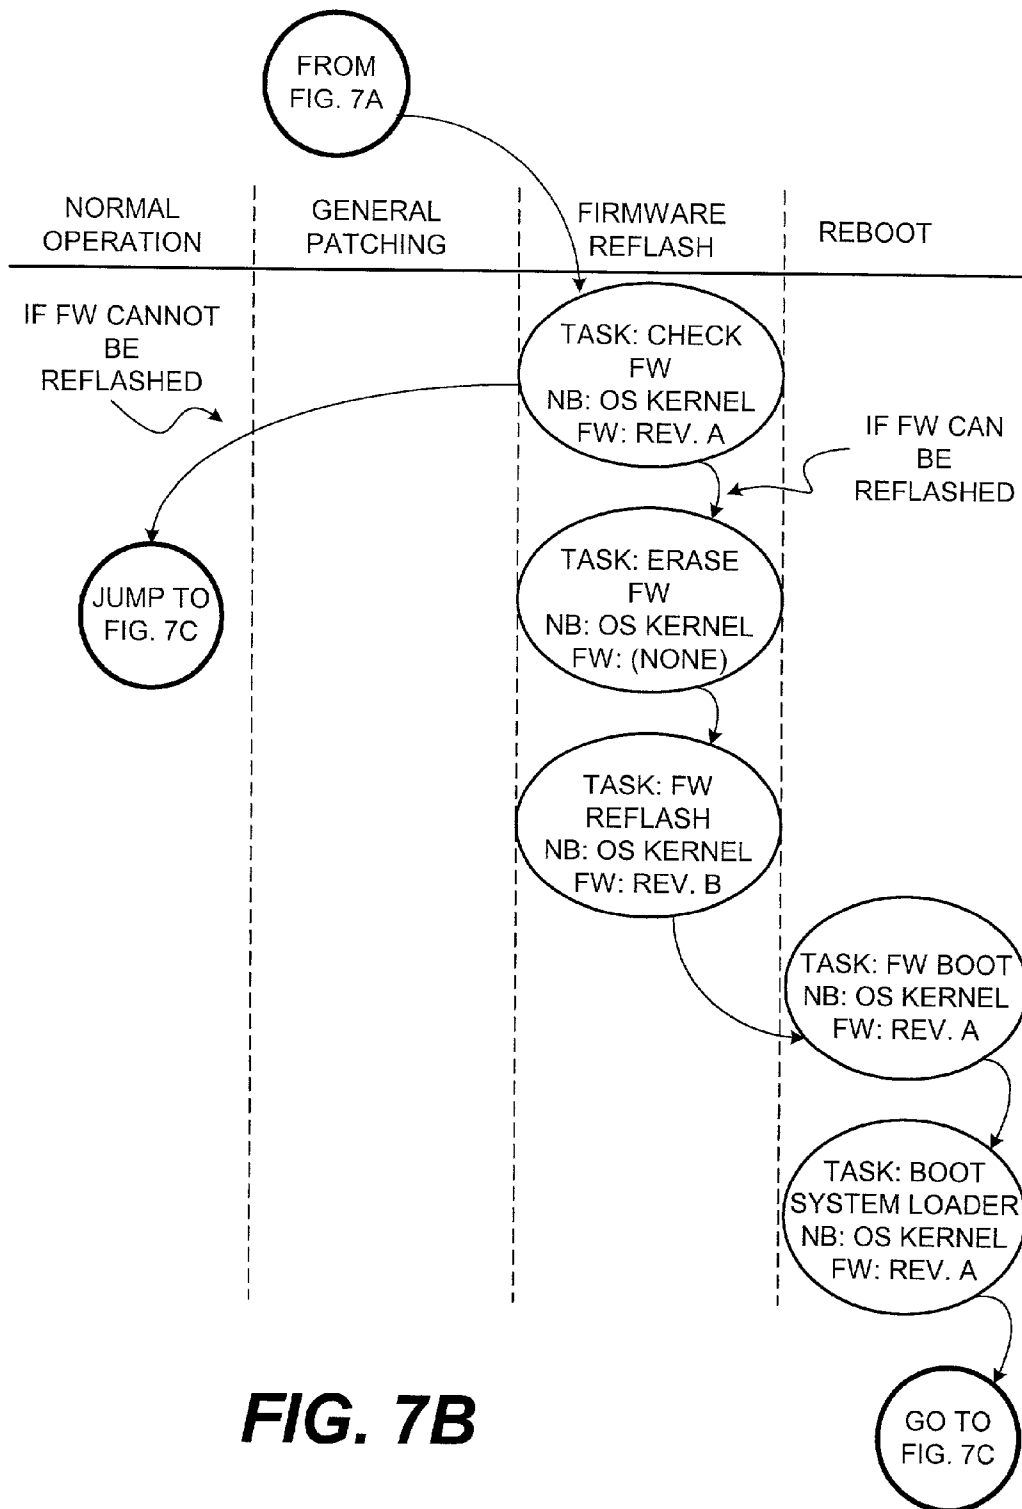 FROM
FIG. 7A
NORMAL
OPERATION
GENERAL
PATCHING
FIRMWARE
REFLASH
REBOOT
IF FW CANNOT
BE
REFLASHED
TASK: CHECK
FW
NB: OS KERNEL
FW: REV. A
IF FW CAN
BE
REFLASHED
JUMP TO
FIG. 7C
TASK: ERASE
FW
NB: OS KERNEL
FW: (NONE)
TASK: FW
REFLASH
NB: OS KERNEL
FW: REV. B
TASK: FW BOOT
NB: OS KERNEL
FW: REV. A
TASK: BOOT
SYSTEM LOADER
NB: OS KERNEL
FW: REV. A
GO TO
FIG. 7C
FIG. 7B